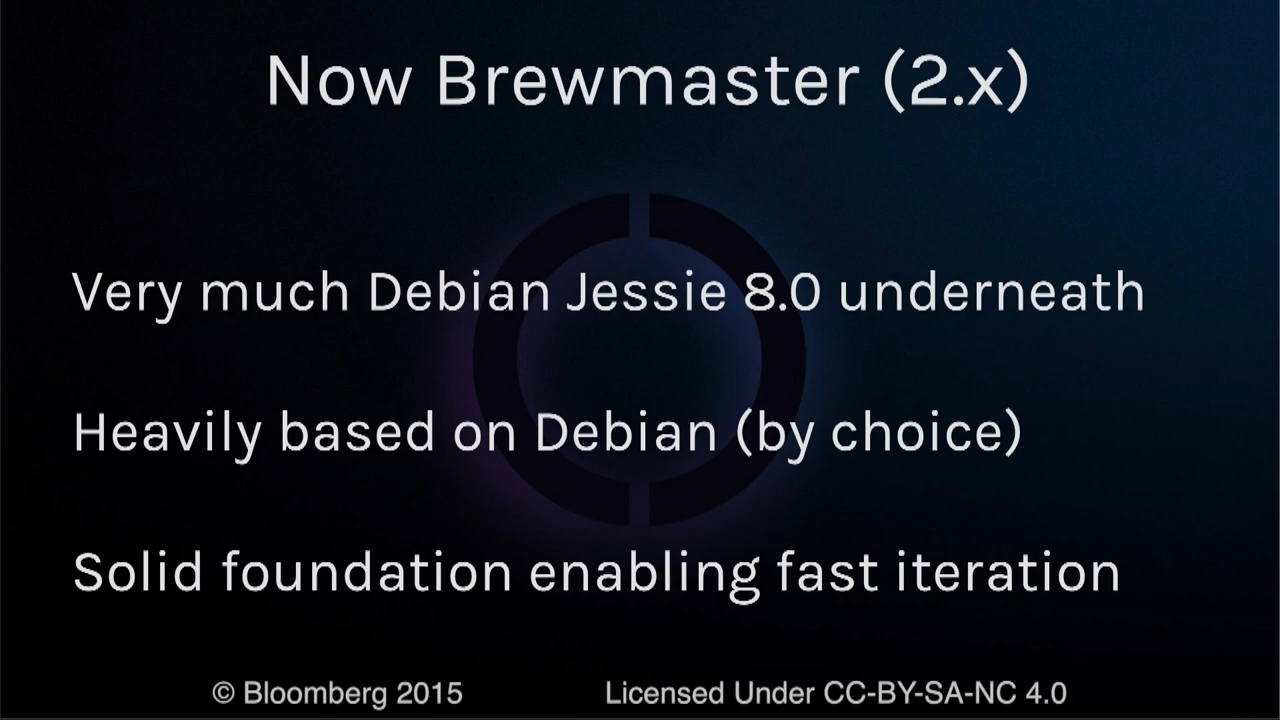 Now Brewmaster (2.x)
Very much Debian Jessie 8.0 underneath
Heavily based on Debian (by choice)
Solid foundation enabling fast iteration
© Bloomberg 2015 Licensed Under CC-BY-SA-NC 4.0